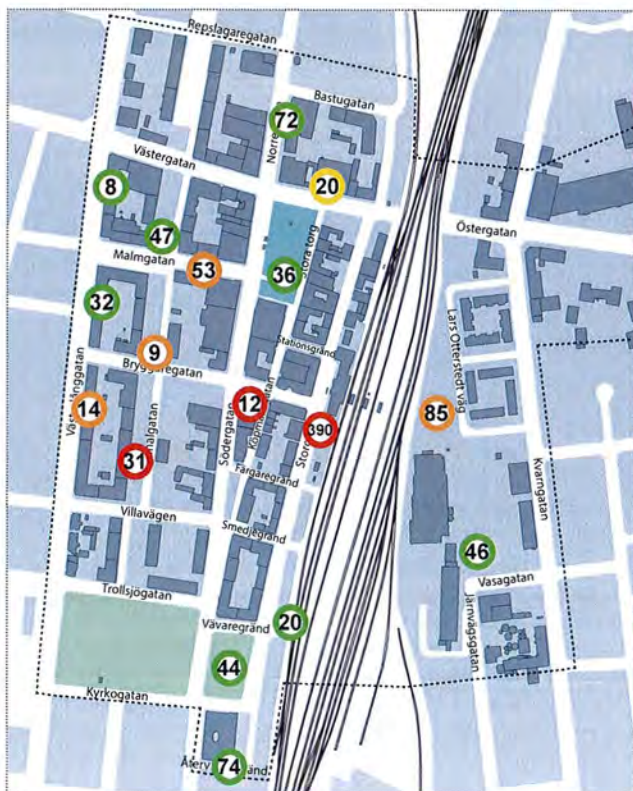 Repslagaregatan
Bastugatan
72
Norre
Västergatan
8
20
Östergatan
47
Malmgatan
53
36
Stora torg
32
Lars Otterstedt väg
Stationsgränd
9
Bryggaregatan
14
12
390
85
31
Södergatan
Färgaregränd
Kvarngatan
Villavägen
Smedjegränd
46
Vasagatan
Trollsjögatan
Järnvägsgatan
Vävaregränd
20
44
Kyrkogatan
74